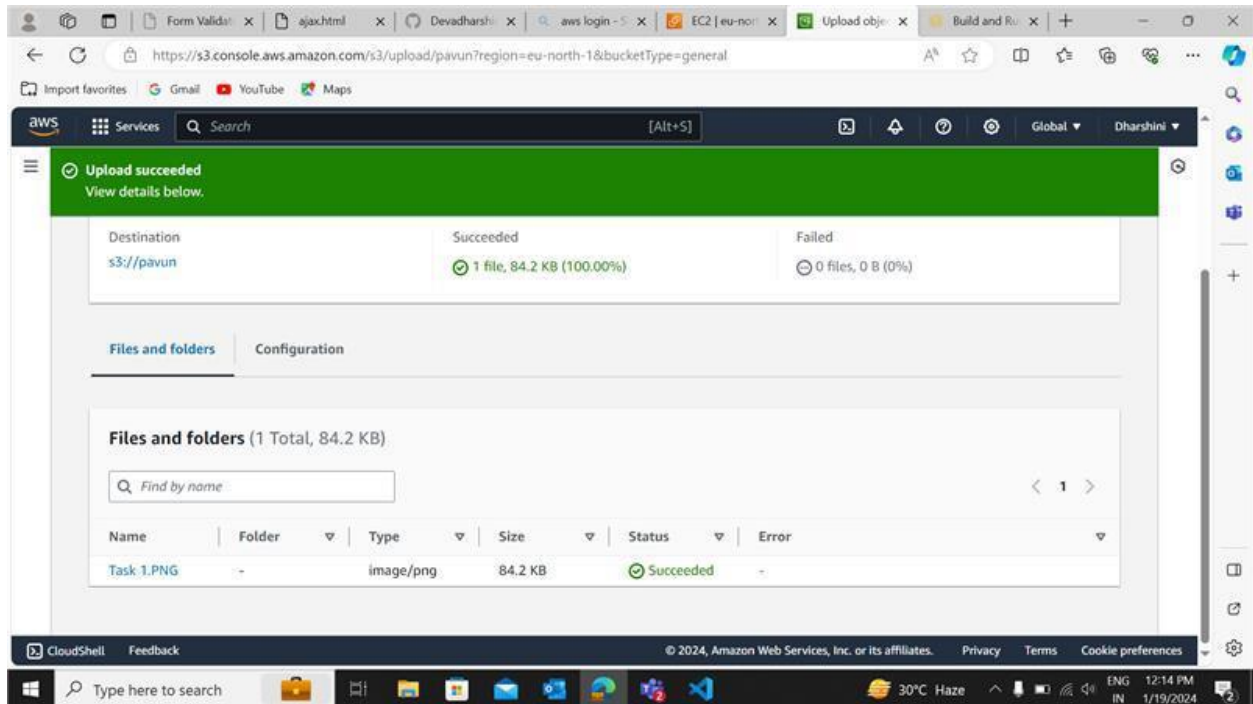 Form Validat
ajax.html
Devadharshi
aws login - S
EC2 | eu-nor
Upload obje
Build and Ru
https://s3.console.aws.amazon.com/s3/upload/pavun?region=eu-north-1&bucketType=general
Import favorites Gmail YouTube Maps
aws Services Search [Alt+S] Global Dharshini
Upload succeeded
View details below.
Destination Succeeded Failed
s3://pavun 1 file, 84.2 KB (100.00%) 0 files, 0 B (0%)
Files and folders Configuration
Files and folders (1 Total, 84.2 KB)
Find by name 1
Name Folder Type Size Status Error
Task 1.PNG - image/png 84.2 KB Succeeded -
CloudShell Feedback © 2024, Amazon Web Services, Inc. or its affiliates. Privacy Terms Cookie preferences
Type here to search 30°C Haze ENG 12:14 PM
IN 1/19/2024
2